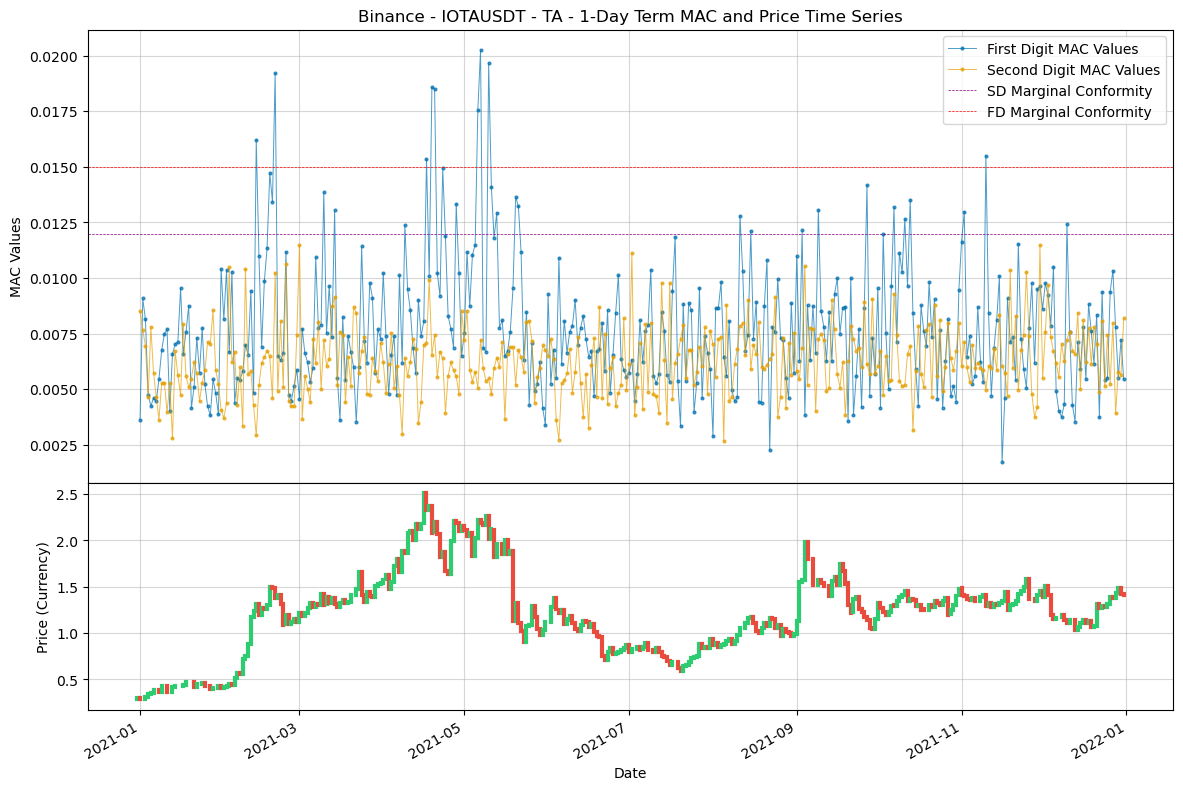 Binance - IOTAUSDT - TA - 1-Day Term MAC and Price Time Series
First Digit MAC Values
Second Digit MAC Values
SD Marginal Conformity
FD Marginal Conformity
MAC Values
0.0200
0.0175
0.0150
0.0125
0.0100
0.0075
0.0050
0.0025
Price (Currency)
2.5
2.0
1.5
1.0
0.5
2021-01
2021-03
2021-05
2021-07
2021-09
2021-11
2022-01
Date